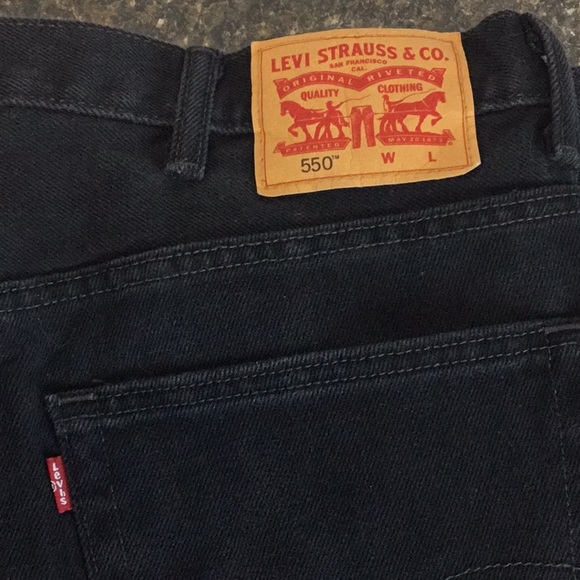 LEVI STRAUSS & CO.
SAN FRANCISCO
CAL.
ORIGINAL RIVETED
QUALITY CLOTHING
PATENTED MAY 20 1873
550™ W L
Levi's